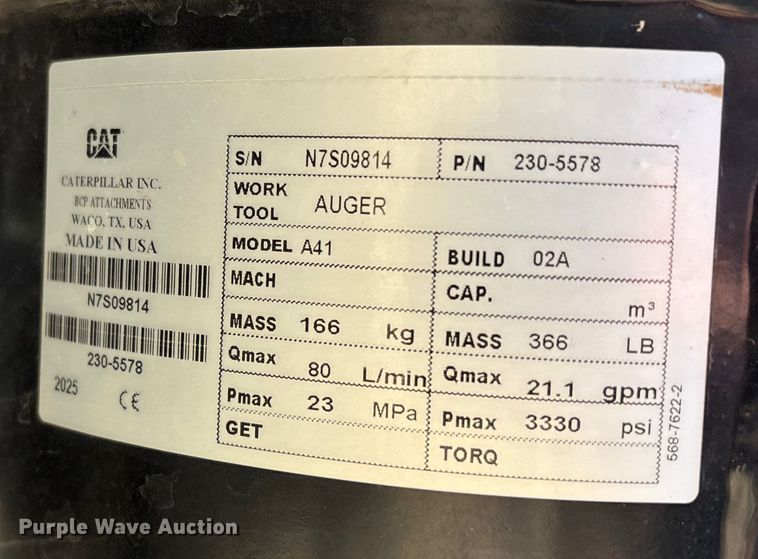 CAT
CATERPILLAR INC.
BCP ATTACHMENTS
WACO, TX, USA
MADE IN USA
N7S09814
230-5578
2025 CE
S/N N7S09814 P/N 230-5578
WORK TOOL AUGER
MODEL A41 BUILD 02A
MACH CAP. m³
MASS 166 kg MASS 366 LB
Qmax 80 L/min Qmax 21.1 gpm
Pmax 23 MPa Pmax 3330 psi
GET TORQ
568-7622-2
Purple Wave Auction